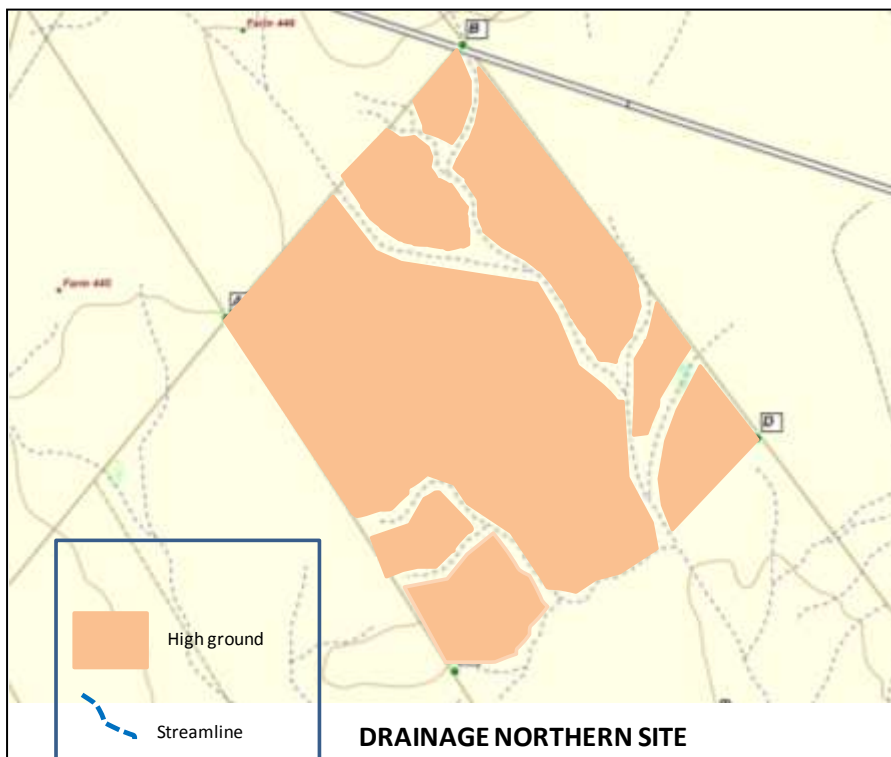 Farm 446
B
Farm 440
A
D
High ground
Streamline
DRAINAGE NORTHERN SITE